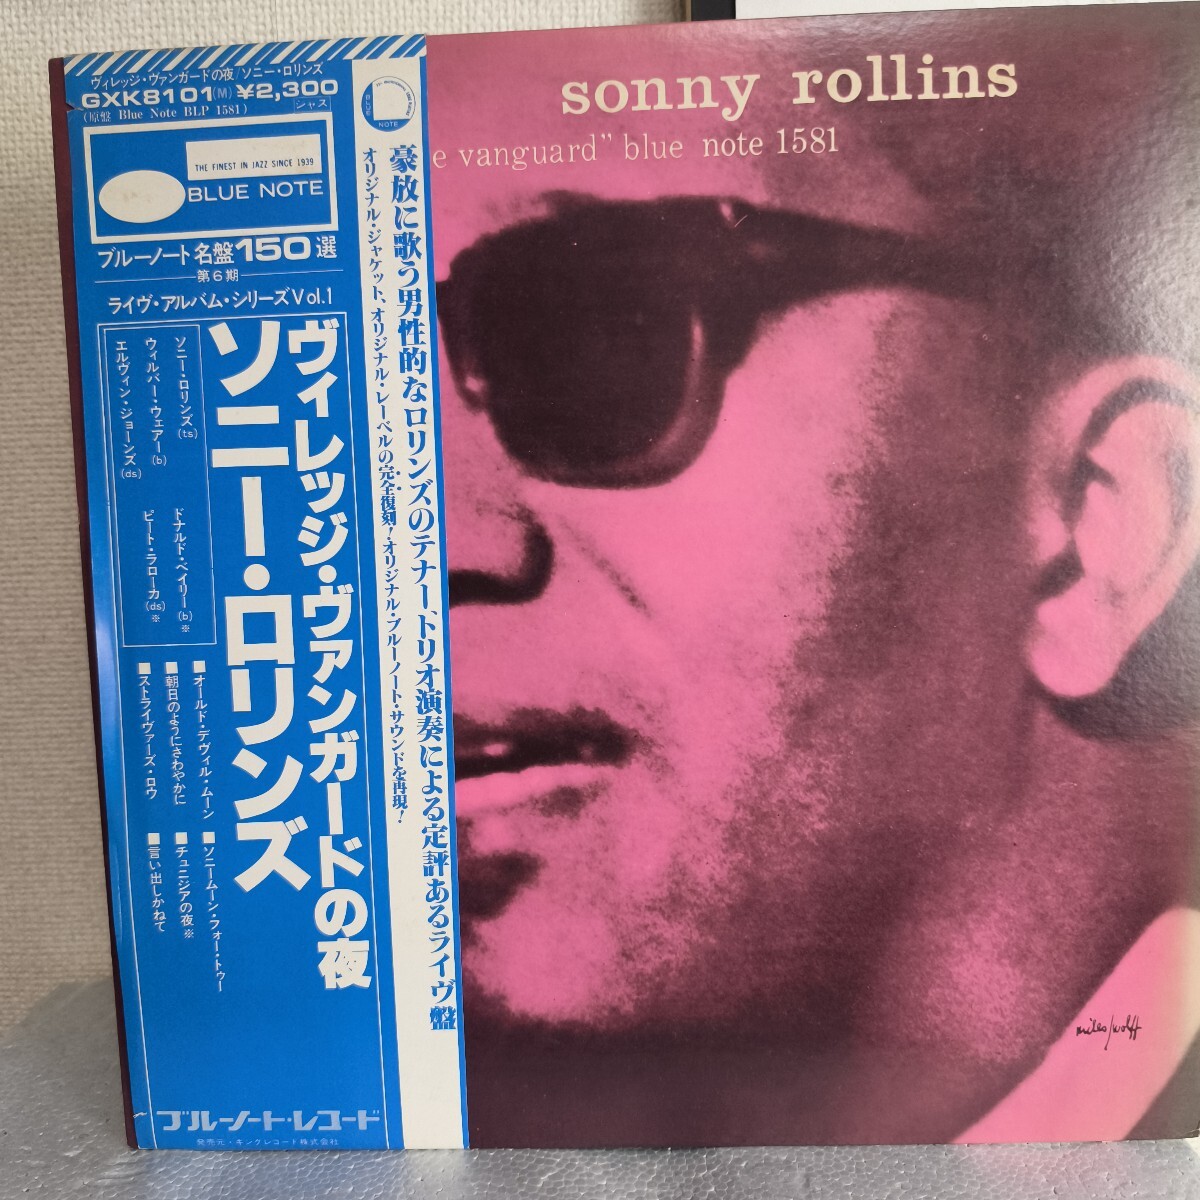 ヴィレッジ・ヴァンガードの夜/ソニー・ロリンズ
GXK8101(M) ¥2,300
(原盤 Blue Note BLP 1581)
ジャズ
THE FINEST IN JAZZ SINCE 1939
BLUE NOTE
ブルーノート名盤150選
第6期
ライヴ・アルバム・シリーズVol.1
ヴィレッジ・ヴァンガードの夜
ソニー・ロリンズ
ソニー・ロリンズ(ts)
ウィルバー・ウェアー(b)
エルヴィン・ジョーンズ(ds)
ドナルド・ベイリー(b)※
ピート・ラローカ(ds)※
■オールド・デヴィル・ムーン
■朝日のようにさわやかに
■ストライヴァーズ・ロウ
■ソニームーン・フォー・トゥー
■チュニジアの夜※
■言い出しかねて
ブルーノート・レコード
発売元・キングレコード株式会社
BLUE
NOTE
豪放に歌う男性的なロリンズのテナー、トリオ演奏による定評あるライヴ盤
オリジナル・ジャケット、オリジナル・レーベルの完全復刻!オリジナル・ブルーノート・サウンドを再現!
sonny rollins
e vanguard" blue note 1581
miles/wolff